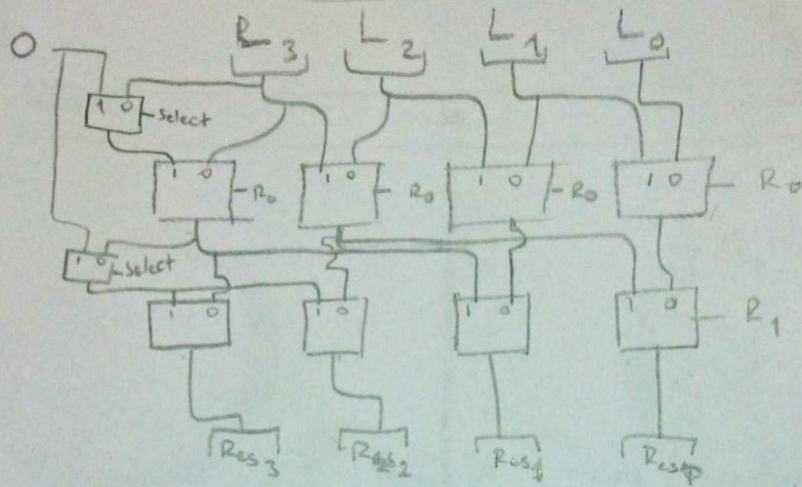 0 L3 L2 L1 L0
1 0 Select
1 0 R0 1 0 R0 1 0 R0 1 0 R0
1 0 Select
1 0 1 0 1 0 1 0 R1
Res3 Res2 Res1 Res0